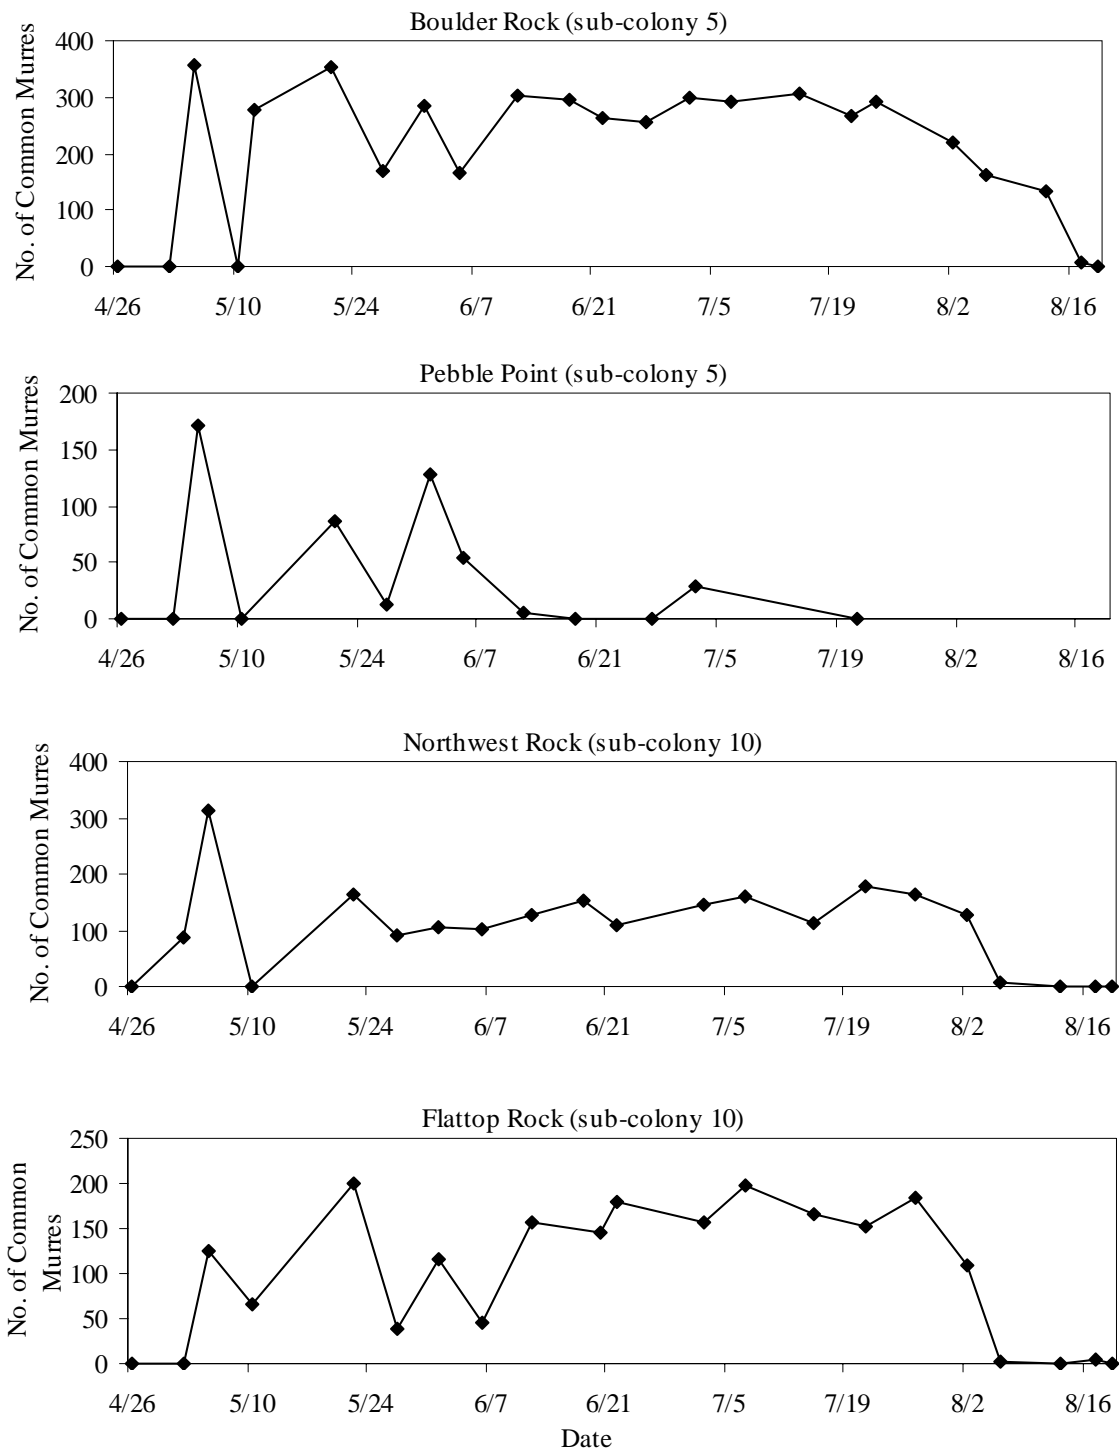 Boulder Rock (sub-colony 5)
No. of Common Murres
400
300
200
100
0
4/26 5/10 5/24 6/7 6/21 7/5 7/19 8/2 8/16
Pebble Point (sub-colony 5)
No. of Common Murres
200
150
100
50
0
4/26 5/10 5/24 6/7 6/21 7/5 7/19 8/2 8/16
Northwest Rock (sub-colony 10)
No. of Common Murres
400
300
200
100
0
4/26 5/10 5/24 6/7 6/21 7/5 7/19 8/2 8/16
Flattop Rock (sub-colony 10)
No. of Common
Murres
250
200
150
100
50
0
4/26 5/10 5/24 6/7 6/21 7/5 7/19 8/2 8/16
Date